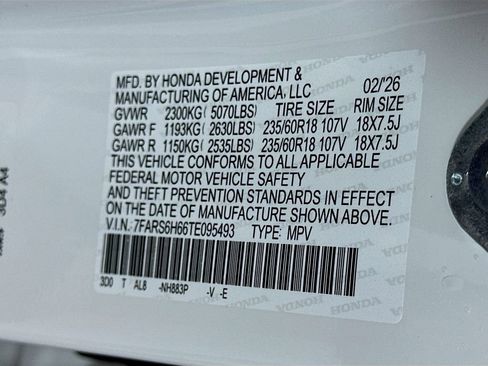 MFD. BY HONDA DEVELOPMENT &
MANUFACTURING OF AMERICA, LLC 02/'26
GVWR 2300KG (5070LBS) TIRE SIZE RIM SIZE
GAWR F 1193KG (2630LBS) 235/60R18 107V 18X7.5J
GAWR R 1150KG (2535LBS) 235/60R18 107V 18X7.5J
THIS VEHICLE CONFORMS TO ALL APPLICABLE
FEDERAL MOTOR VEHICLE SAFETY
AND THEFT PREVENTION STANDARDS IN EFFECT
ON THE DATE OF MANUFACTURE SHOWN ABOVE.
V.I.N. 7FARS6H66TE095493 TYPE: MPV
3D0 T AL8 -NH883P -V -E
HONDA
3D4 A4